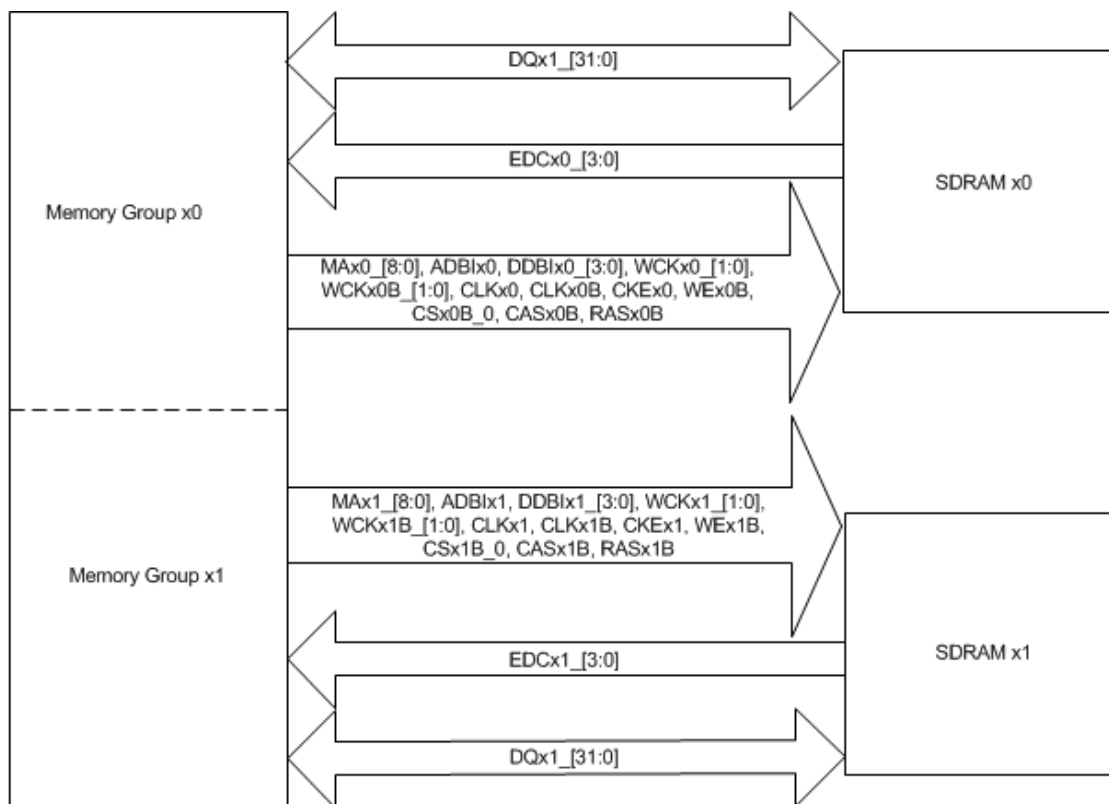 DQx1_[31:0]
EDCx0_[3:0]
SDRAM x0
Memory Group x0
MAx0_[8:0], ADBIx0, DDBIx0_[3:0], WCKx0_[1:0],
WCKx0B_[1:0], CLKx0, CLKx0B, CKEx0, WEx0B,
CSx0B_0, CASx0B, RASx0B
MAx1_[8:0], ADBIx1, DDBIx1_[3:0], WCKx1_[1:0],
WCKx1B_[1:0], CLKx1, CLKx1B, CKEx1, WEx1B,
CSx1B_0, CASx1B, RASx1B
Memory Group x1
EDCx1_[3:0]
SDRAM x1
DQx1_[31:0]